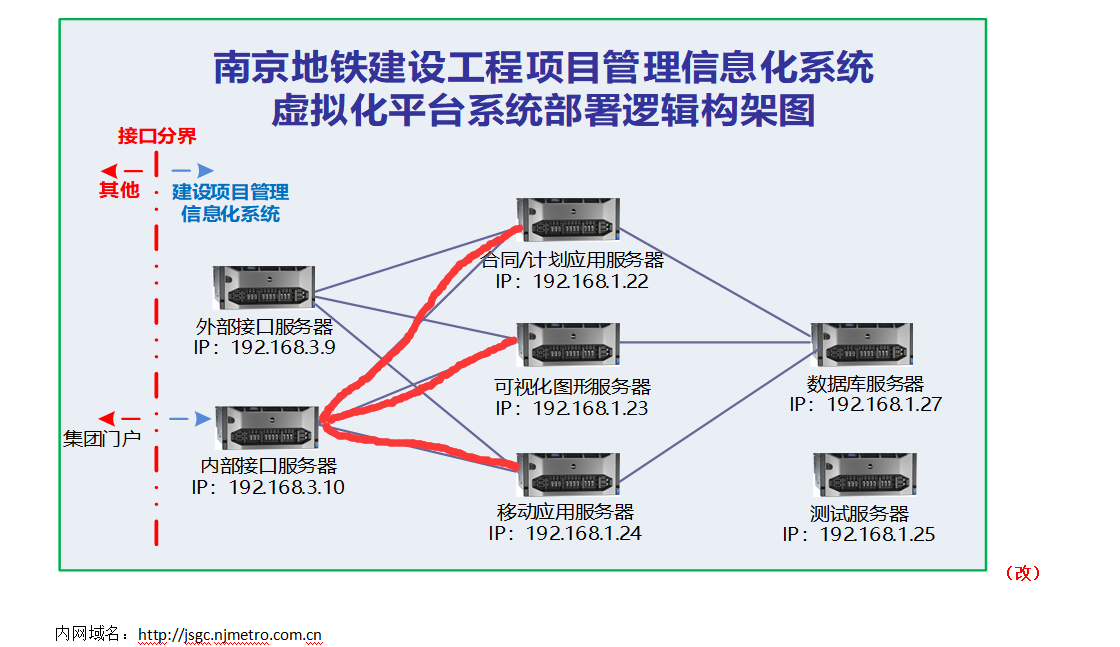 南京地铁建设工程项目管理信息化系统
虚拟化平台系统部署逻辑构架图
接口分界
其他
建设项目管理
信息化系统
合同/计划应用服务器
IP：192.168.1.22
外部接口服务器
IP：192.168.3.9
可视化图形服务器
IP：192.168.1.23
数据库服务器
IP：192.168.1.27
集团门户
内部接口服务器
IP：192.168.3.10
移动应用服务器
IP：192.168.1.24
测试服务器
IP：192.168.1.25
（改）
内网域名：http://jsgc.njmetro.com.cn